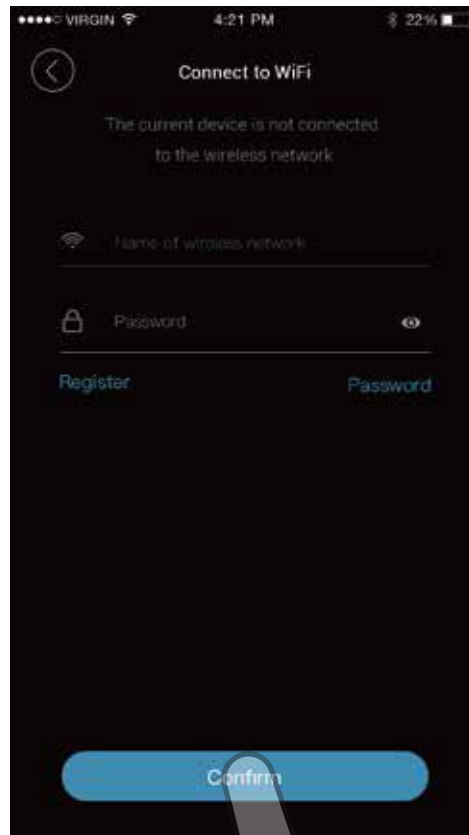 VIRGIN 4:21 PM 22%
Connect to WiFi
The current device is not connected
to the wireless network
Name of wireless network
Password
Register Password
Confirm